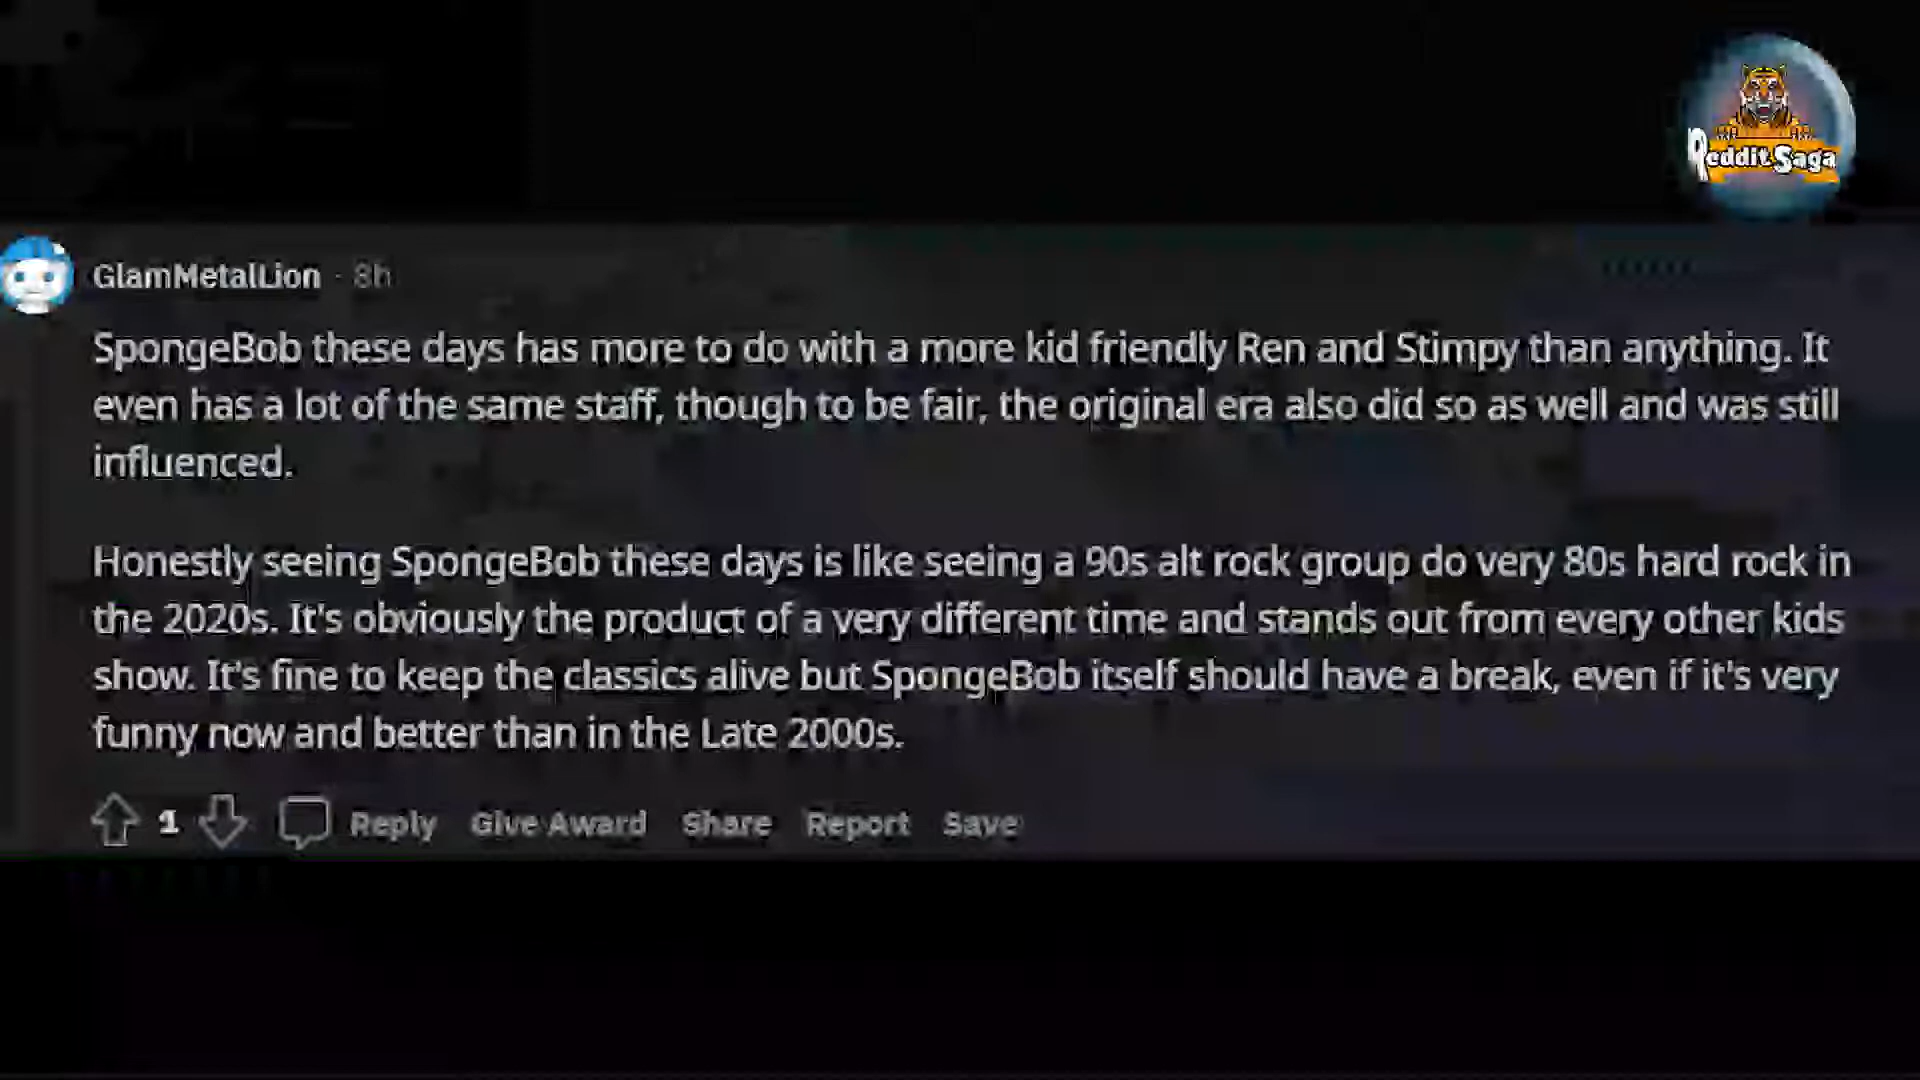 Reddit Saga
GlamMetalLion · 8h
SpongeBob these days has more to do with a more kid friendly Ren and Stimpy than anything. It
even has a lot of the same staff, though to be fair, the original era also did so as well and was still
influenced.
Honestly seeing SpongeBob these days is like seeing a 90s alt rock group do very 80s hard rock in
the 2020s. It's obviously the product of a very different time and stands out from every other kids
show. It's fine to keep the classics alive but SpongeBob itself should have a break, even if it's very
funny now and better than in the Late 2000s.
1 Reply Give Award Share Report Save